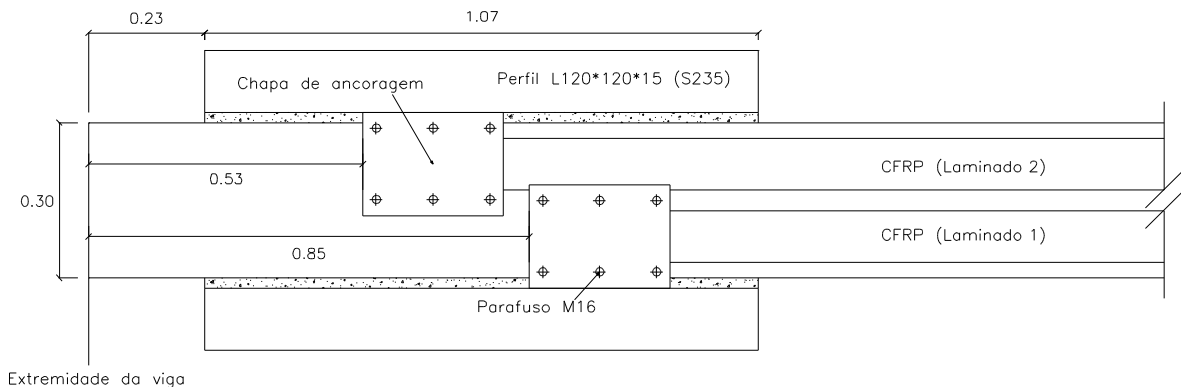 0.23
1.07
Chapa de ancoragem
Perfil L120*120*15 (S235)
0.53
CFRP (Laminado 2)
0.30
CFRP (Laminado 1)
0.85
Parafuso M16
Extremidade da viga